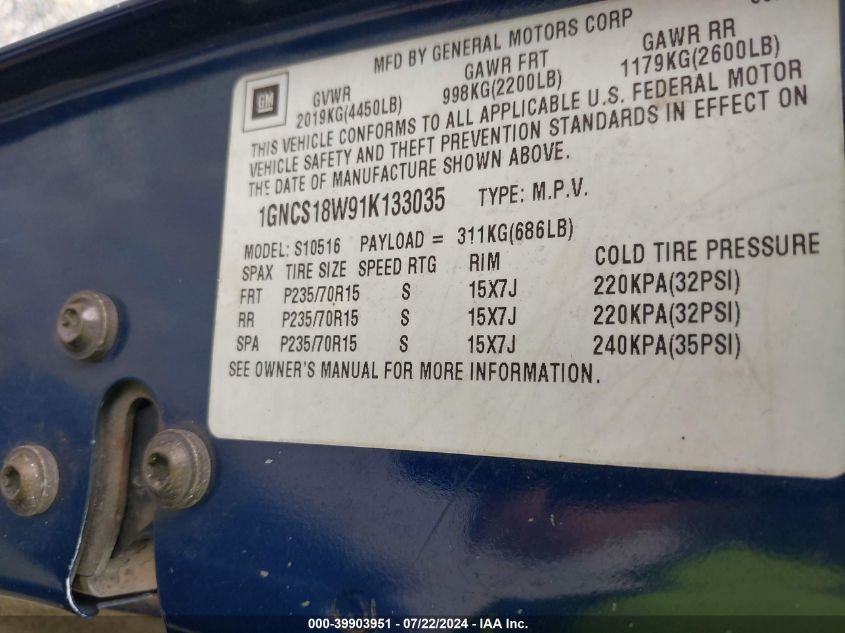 MFD BY GENERAL MOTORS CORP
GM
GVWR GAWR FRT GAWR RR
2019KG(4450LB) 998KG(2200LB) 1179KG(2600LB)
THIS VEHICLE CONFORMS TO ALL APPLICABLE U.S. FEDERAL MOTOR
VEHICLE SAFETY AND THEFT PREVENTION STANDARDS IN EFFECT ON
THE DATE OF MANUFACTURE SHOWN ABOVE.
1GNCS18W91K133035 TYPE: M.P.V.
MODEL: S10516 PAYLOAD = 311KG(686LB)
SPAX TIRE SIZE SPEED RTG RIM COLD TIRE PRESSURE
FRT P235/70R15 S 15X7J 220KPA(32PSI)
RR P235/70R15 S 15X7J 220KPA(32PSI)
SPA P235/70R15 S 15X7J 240KPA(35PSI)
SEE OWNER'S MANUAL FOR MORE INFORMATION.
000-39903951 - 07/22/2024 - IAA Inc.